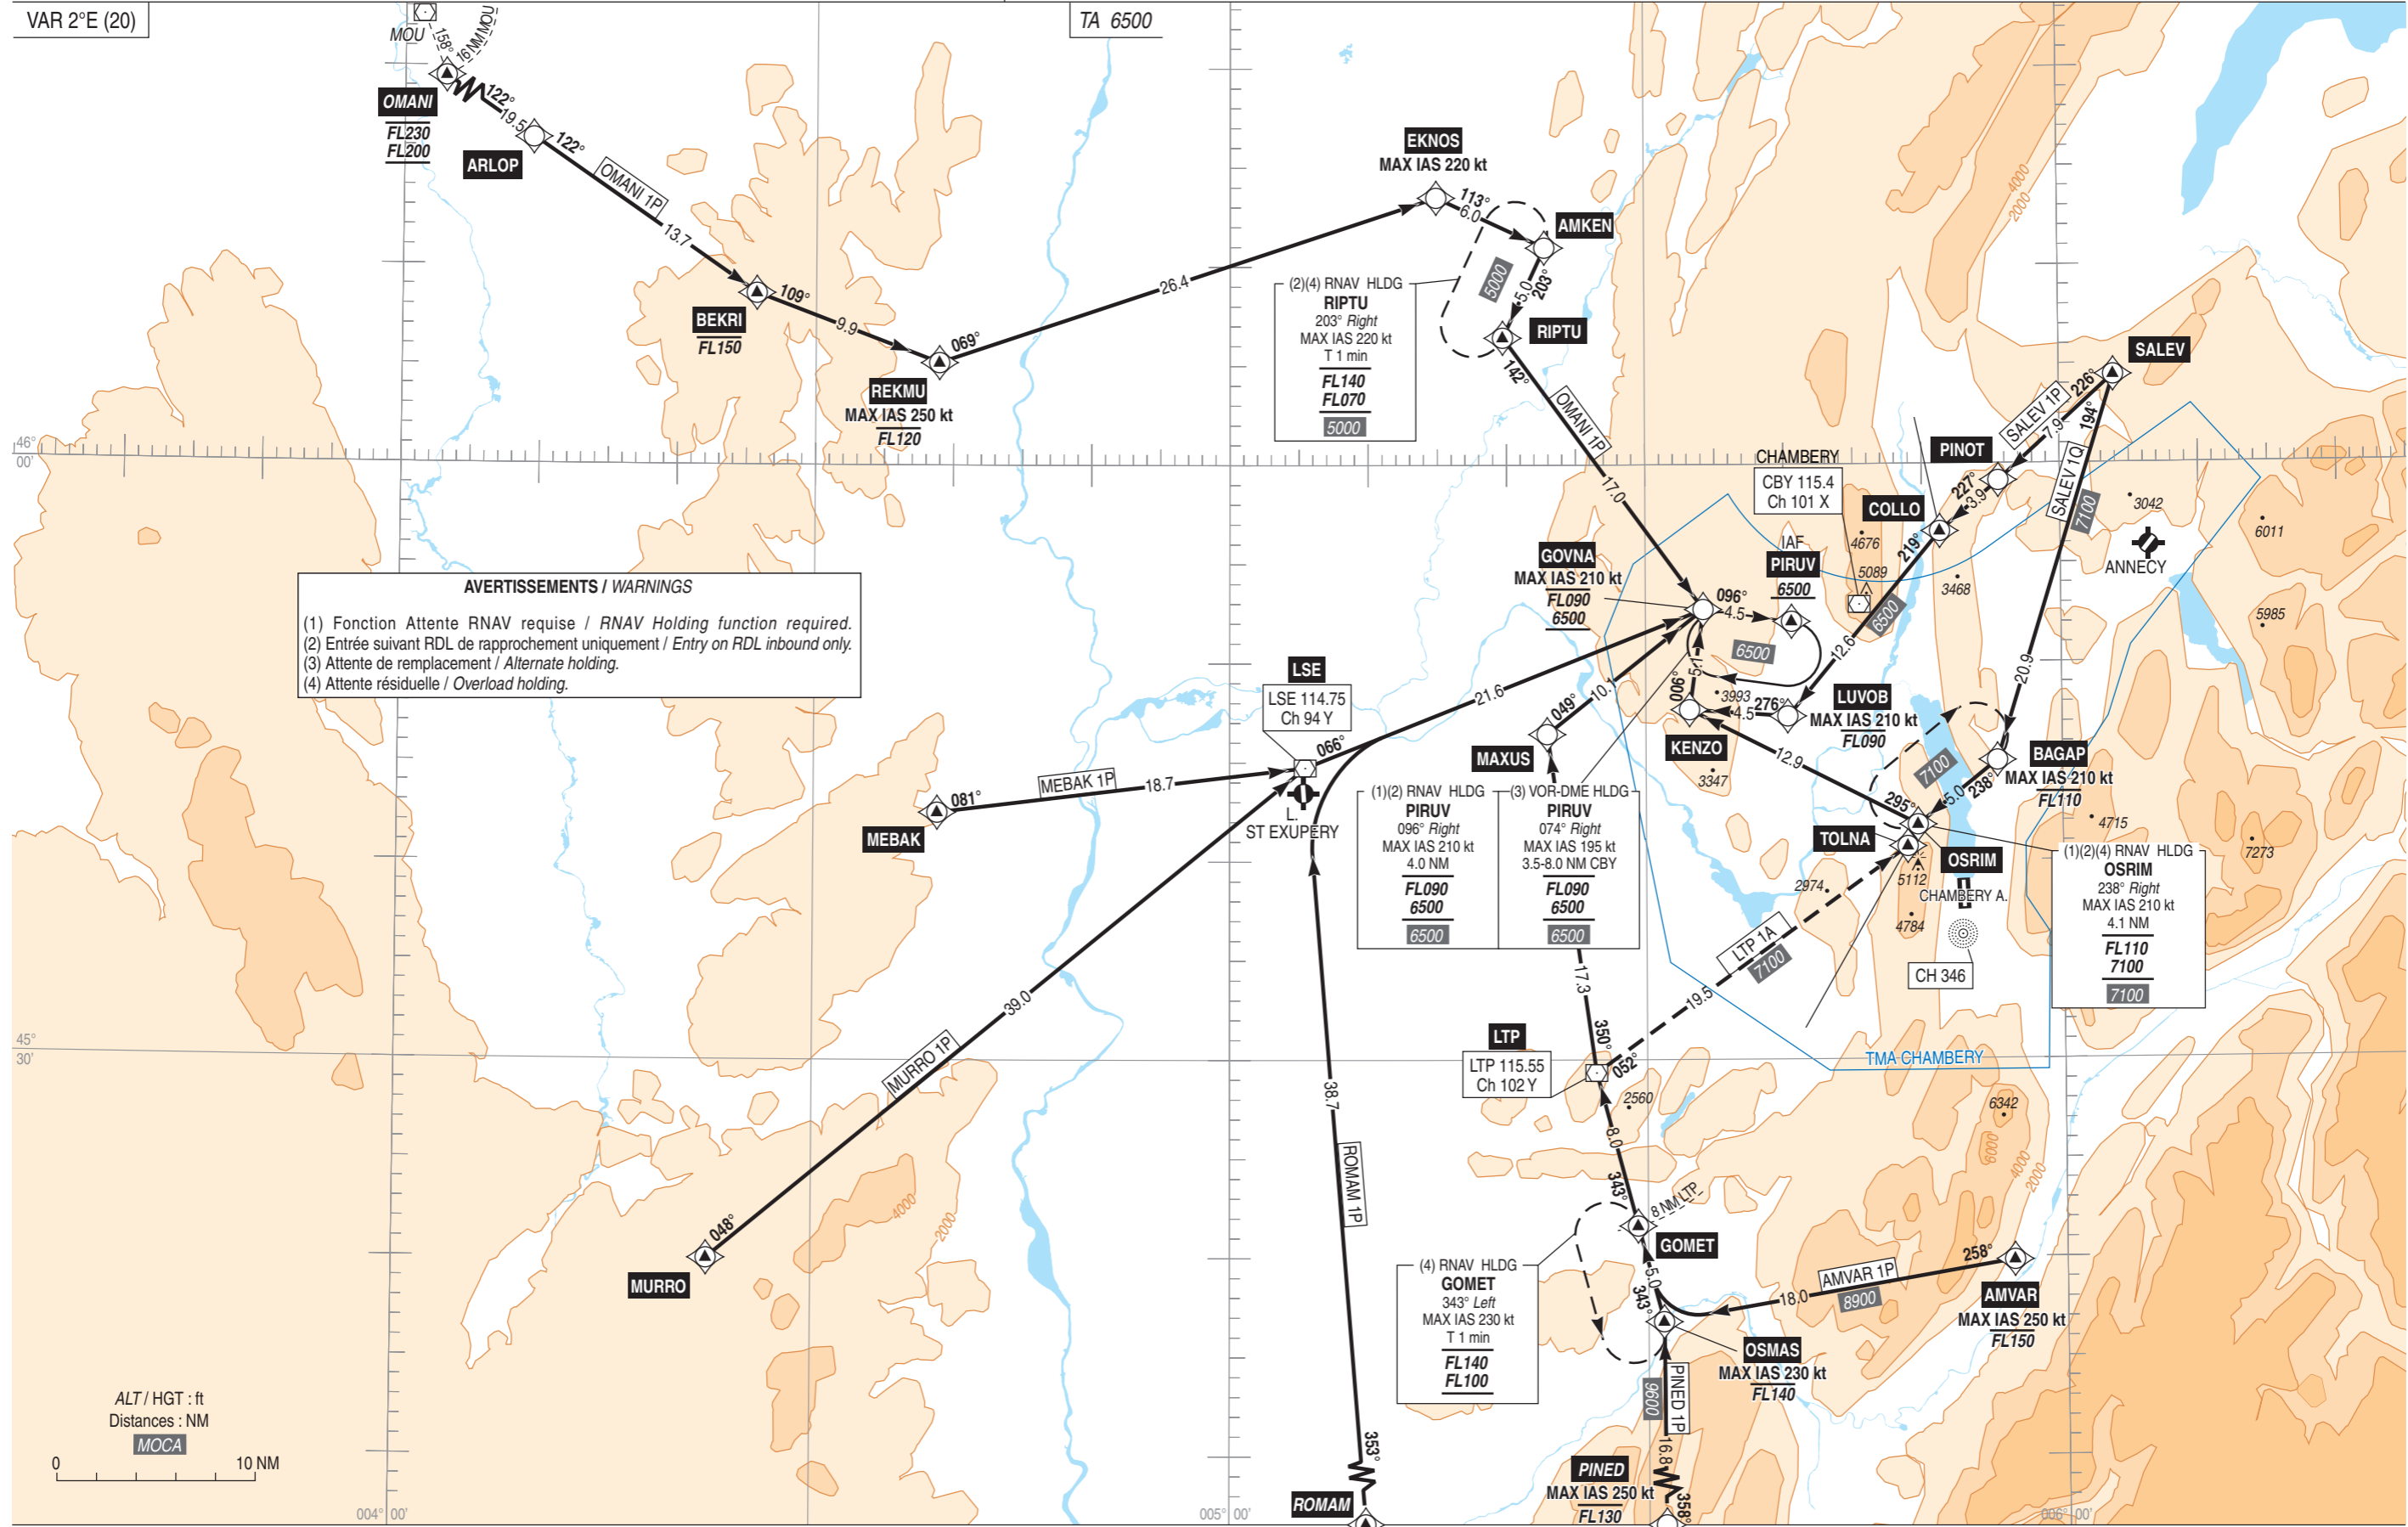 VAR 2°E (20)
TA 6500
MOU
158°
16 NM MOU
OMANI
FL230
FL200
122°
19.5
ARLOP
122°
OMANI 1P
13.7
BEKRI
FL150
109°
9.9
REKMU
MAX IAS 250 kt
FL120
069°
26.4
EKNOS
MAX IAS 220 kt
113°
6.0
AMKEN
203°
5.0
5000
RIPTU
142°
(2)(4) RNAV HLDG
RIPTU
203° Right
MAX IAS 220 kt
T 1 min
FL140
FL070
5000
OMANI 1P
17.0
4000
2000
SALEV
226°
194°
SALEV 1P
7.9
PINOT
227°
3.9
COLLO
219°
SALEV 1Q
7100
20.9
46°
00'
CHAMBERY
CBY 115.4
Ch 101 X
4676
5089
3468
3042
6011
5985
ANNECY
IAF
PIRUV
6500
GOVNA
MAX IAS 210 kt
FL090
6500
096°
4.5
6500
6500
12.6
5.1
006°
3993
276°
4.5
LUVOB
MAX IAS 210 kt
FL090
KENZO
3347
12.9
AVERTISSEMENTS / WARNINGS
(1) Fonction Attente RNAV requise / RNAV Holding function required.
(2) Entrée suivant RDL de rapprochement uniquement / Entry on RDL inbound only.
(3) Attente de remplacement / Alternate holding.
(4) Attente résiduelle / Overload holding.
LSE
LSE 114.75
Ch 94 Y
066°
21.6
L.
ST EXUPERY
MEBAK
081°
MEBAK 1P
18.7
MAXUS
049°
10.1
BAGAP
MAX IAS 210 kt
FL110
238°
5.0
7100
295°
TOLNA
OSRIM
4715
7273
5112
2974
4784
CHAMBERY A.
CH 346
(1)(2) RNAV HLDG
PIRUV
096° Right
MAX IAS 210 kt
4.0 NM
FL090
6500
6500
(3) VOR-DME HLDG
PIRUV
074° Right
MAX IAS 195 kt
3.5-8.0 NM CBY
FL090
6500
6500
(1)(2)(4) RNAV HLDG
OSRIM
238° Right
MAX IAS 210 kt
4.1 NM
FL110
7100
7100
LTP 1A
7100
19.5
17.3
350°
052°
LTP
LTP 115.55
Ch 102 Y
2560
TMA CHAMBERY
45°
30'
39.0
MURRO 1P
048°
MURRO
4000
2000
38.7
ROMAM 1P
353°
ROMAM
8.0
343°
8 NM LTP
GOMET
5.0
343°
(4) RNAV HLDG
GOMET
343° Left
MAX IAS 230 kt
T 1 min
FL140
FL100
6342
6000
4000
2000
258°
AMVAR 1P
18.0
8900
AMVAR
MAX IAS 250 kt
FL150
OSMAS
MAX IAS 230 kt
FL140
PINED 1P
9600
16.8
358°
PINED
MAX IAS 250 kt
FL130
ALT / HGT : ft
Distances : NM
MOCA
0
10 NM
004° 00'
005° 00'
006° 00'